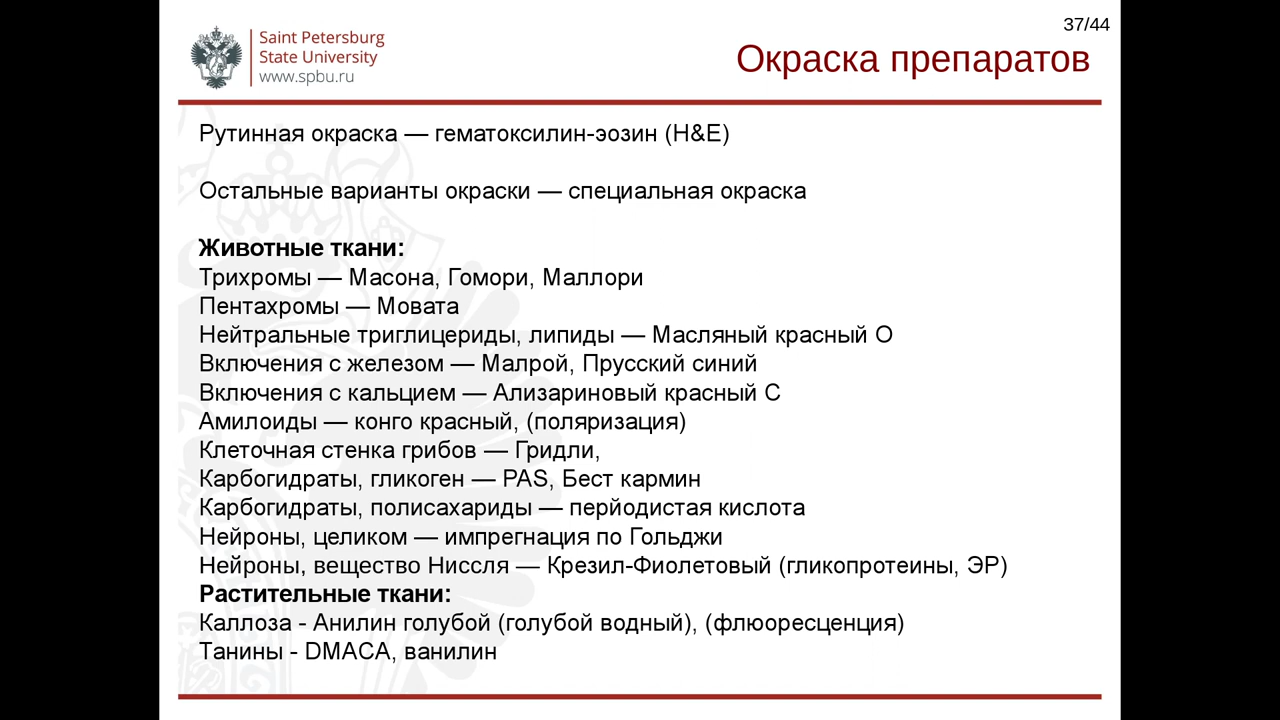 37/44
Saint Petersburg
State University
www.spbu.ru
Окраска препаратов
Рутинная окраска — гематоксилин-эозин (H&E)
Остальные варианты окраски — специальная окраска
Животные ткани:
Трихромы — Масона, Гомори, Маллори
Пентахромы — Мовата
Нейтральные триглицериды, липиды — Масляный красный О
Включения с железом — Малрой, Прусский синий
Включения с кальцием — Ализариновый красный С
Амилоиды — конго красный, (поляризация)
Клеточная стенка грибов — Гридли,
Карбогидраты, гликоген — PAS, Бест кармин
Карбогидраты, полисахариды — перйодистая кислота
Нейроны, целиком — импрегнация по Гольджи
Нейроны, вещество Ниссля — Крезил-Фиолетовый (гликопротеины, ЭР)
Растительные ткани:
Каллоза - Анилин голубой (голубой водный), (флюоресценция)
Танины - DMACA, ванилин